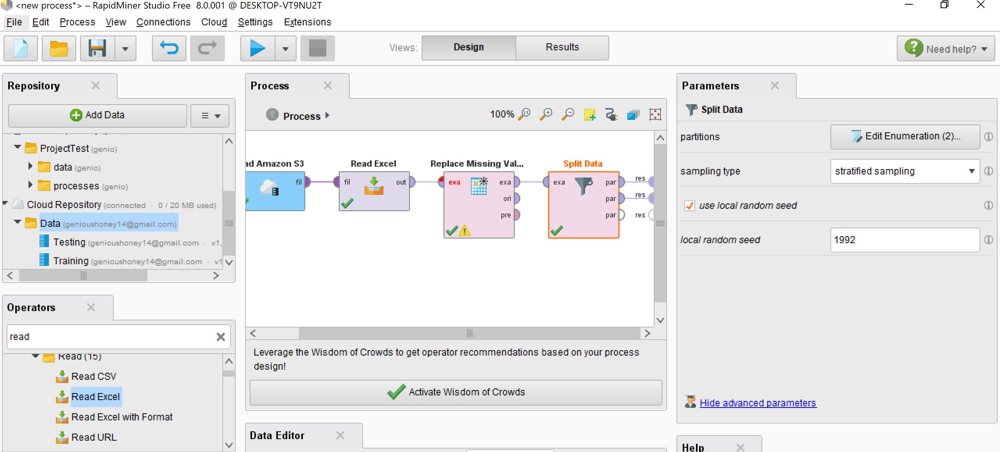 <new process*> – RapidMiner Studio Free 8.0.001 @ DESKTOP-VT9NU2T
File Edit Process View Connections Cloud Settings Extensions
Views: Design Results
Need help?
Repository
Add Data
ProjectTest (genio)
data (genio)
processes (genio)
Cloud Repository (connected - 0 / 20 MB used)
Data (genioushoney14@gmail.com)
Testing (genioushoney14@gmail.com - v1,
Training (genioushoney14@gmail.com - v1
Operators
read
Read (15)
Read CSV
Read Excel
Read Excel with Format
Read URL
Process
Process
100%
ad Amazon S3
fil
Read Excel
fil out
Replace Missing Val...
exa exa
ori
pre
Split Data
exa par
par
par
res
res
res
Leverage the Wisdom of Crowds to get operator recommendations based on your process
design!
Activate Wisdom of Crowds
Data Editor
Parameters
Split Data
partitions Edit Enumeration (2)...
sampling type stratified sampling
use local random seed
local random seed 1992
Hide advanced parameters
Help